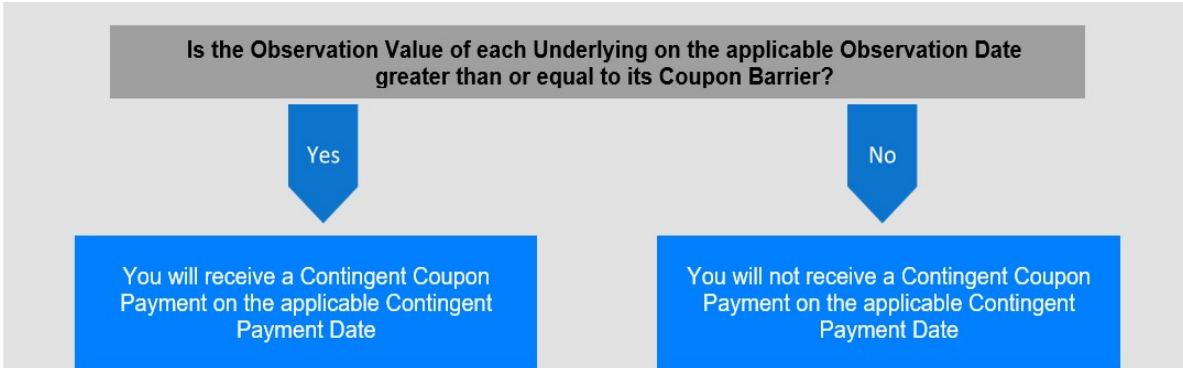 Is the Observation Value of each Underlying on the applicable Observation Date
greater than or equal to its Coupon Barrier?
Yes
No
You will receive a Contingent Coupon
Payment on the applicable Contingent
Payment Date
You will not receive a Contingent Coupon
Payment on the applicable Contingent
Payment Date